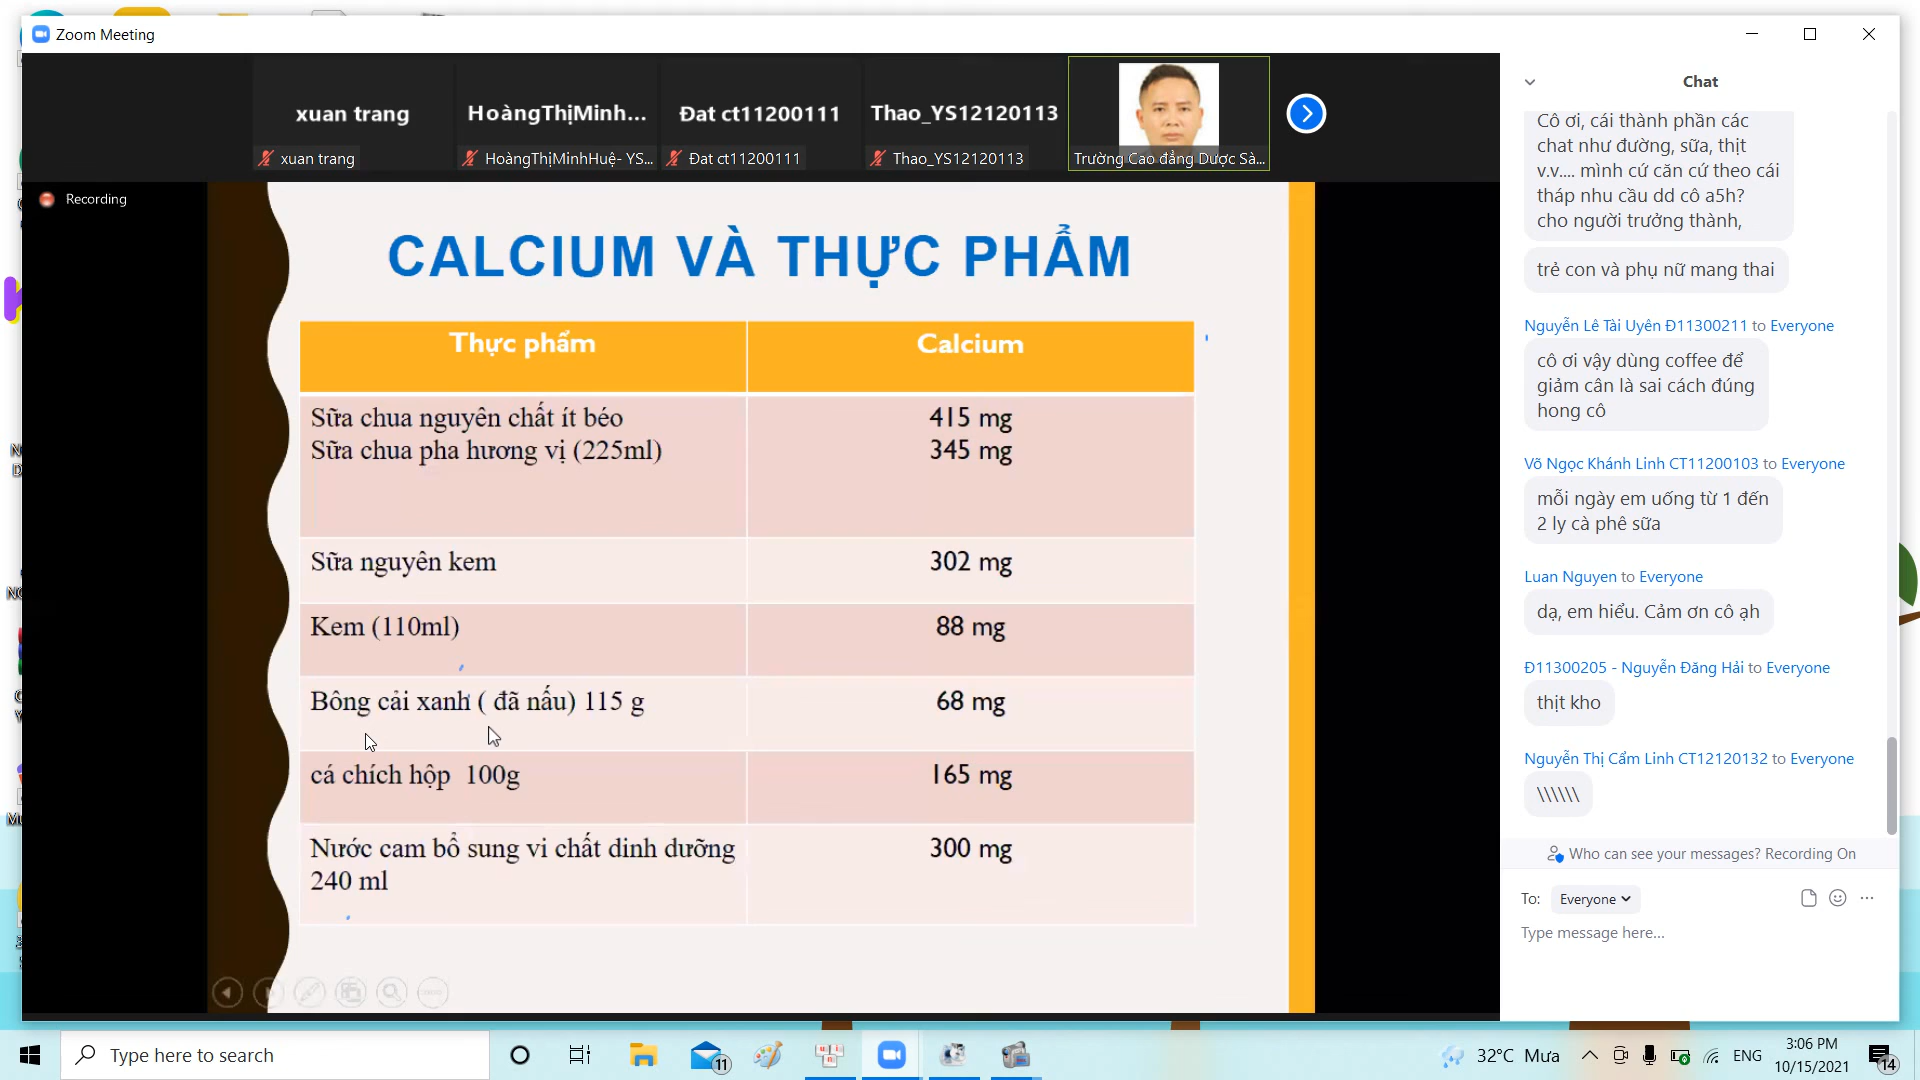 Zoom Meeting
xuan trang
HoàngThịMinh...
Đat ct11200111
Thao_YS12120113
xuan trang
HoàngThịMinhHuệ- YS...
Đat ct11200111
Thao_YS12120113
Trường Cao đẳng Dược Sà...
Recording
CALCIUM VÀ THỰC PHẨM
Thực phẩm
Calcium
Sữa chua nguyên chất ít béo
415 mg
Sữa chua pha hương vị (225ml)
345 mg
Sữa nguyên kem
302 mg
Kem (110ml)
88 mg
Bông cải xanh ( đã nấu) 115 g
68 mg
cá chích hộp 100g
165 mg
Nước cam bổ sung vi chất dinh dưỡng
240 ml
300 mg
Chat
Cô ơi, cái thành phần các
chat như đường, sữa, thịt
v.v.... mình cứ căn cứ theo cái
tháp nhu cầu dd cô a5h?
cho người trưởng thành,
trẻ con và phụ nữ mang thai
Nguyễn Lê Tài Uyên Đ11300211 to Everyone
cô ơi vậy dùng coffee để
giảm cân là sai cách đúng
hong cô
Võ Ngọc Khánh Linh CT11200103 to Everyone
mỗi ngày em uống từ 1 đến
2 ly cà phê sữa
Luan Nguyen to Everyone
dạ, em hiểu. Cảm ơn cô ạh
Đ11300205 - Nguyễn Đăng Hải to Everyone
thịt kho
Nguyễn Thị Cẩm Linh CT12120132 to Everyone
\\\\\\
Who can see your messages? Recording On
To: Everyone
Type message here...
Type here to search
11
32°C Mưa
ENG
3:06 PM
10/15/2021
14